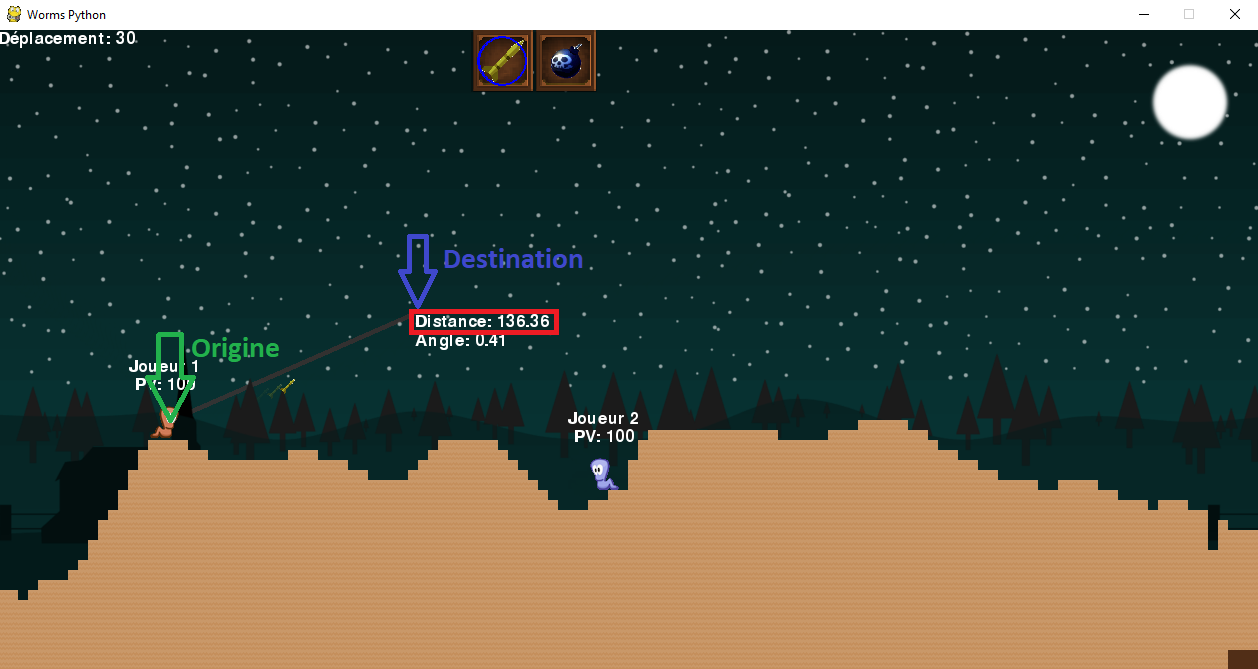 Worms Python
Déplacement: 30
Destination
Distance: 136.36
Angle: 0.41
Origine
Joueur 1
PV: 100
Joueur 2
PV: 100